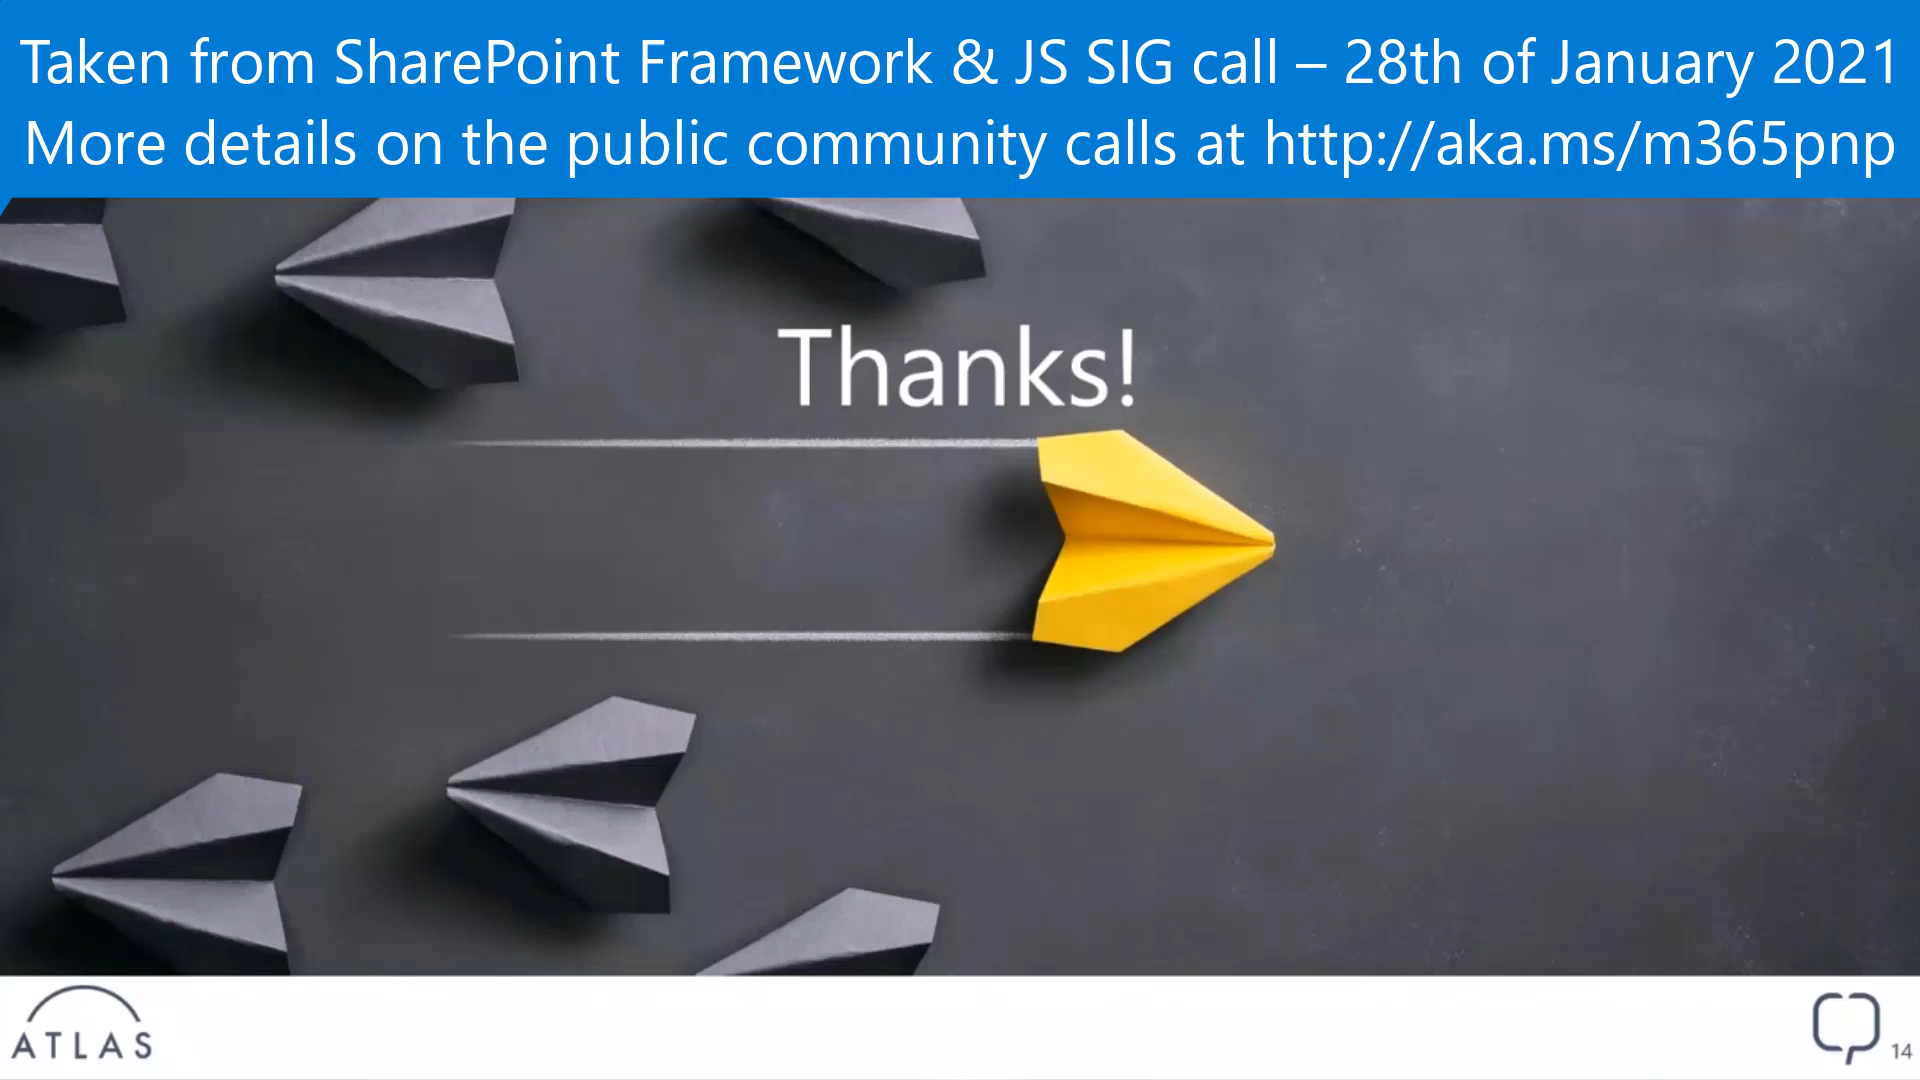 Taken from SharePoint Framework & JS SIG call – 28th of January 2021
More details on the public community calls at http://aka.ms/m365pnp
Thanks!
ATLAS
14